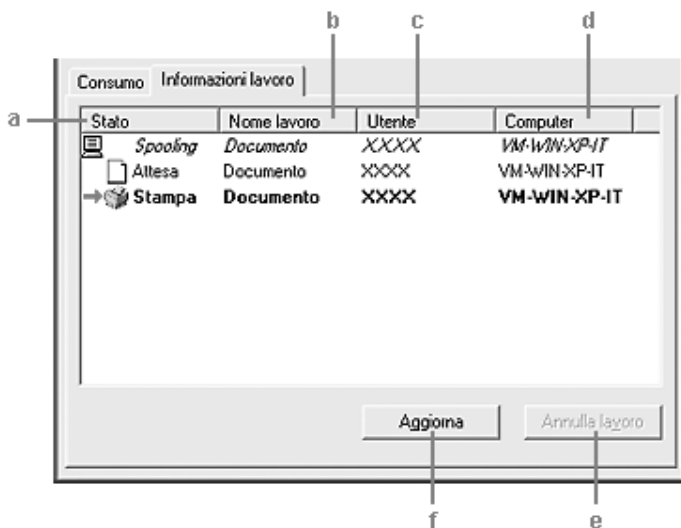 b c d
Consumo Informazioni lavoro
a Stato Nome lavoro Utente Computer
Spooling Documento XXXX VM-WIN-XP-IT
Attesa Documento XXXX VM-WIN-XP-IT
Stampa Documento XXXX VM-WIN-XP-IT
Aggiorna Annulla lavoro
f e